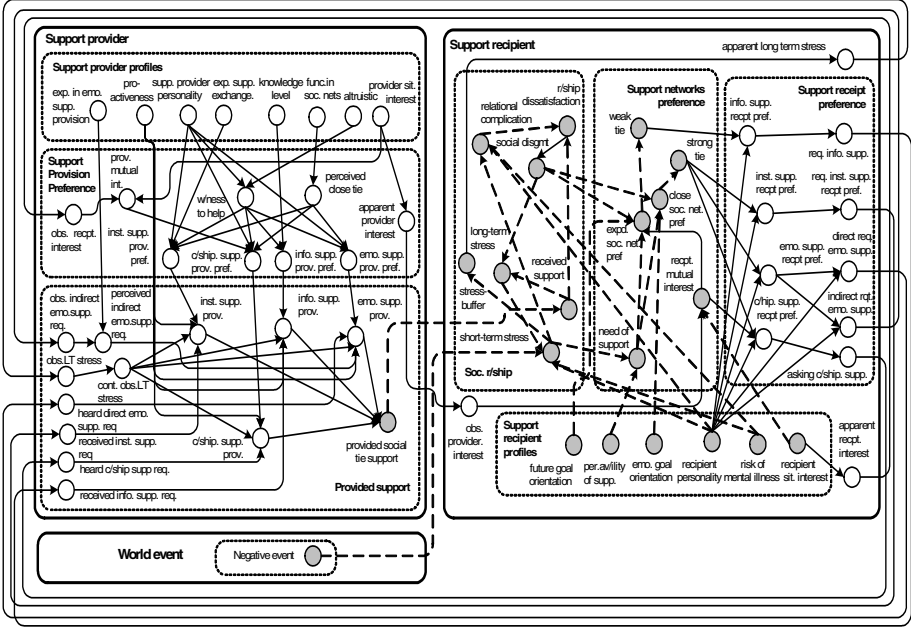 Support provider
Support provider profiles
exp. in emo.
supp.
provision
pro-
activeness
supp. provider
personality
exp. supp.
exchange.
knowledge
level
func.in
soc. nets
altruistic
provider sit.
interest
Support
Provision
Preference
prov.
mutual
int.
obs. recpt.
interest
inst. supp.
prov.
pref.
w/ness
to help
c/ship. supp.
prov. pref.
perceived
close tie
info. supp.
prov. pref.
emo. supp.
prov. pref.
apparent
provider
interest
obs. indirect
emo.supp.
req.
perceived
indirect
emo.supp.
req.
inst. supp.
prov.
info. supp.
prov.
emo. supp.
prov.
obs.LT stress
cont. obs.LT
stress
heard direct emo.
supp. req
received inst. supp.
req
heard c/ship supp req.
received info. supp. req.
c/ship. supp.
prov.
provided social
tie support
Provided support
World event
Negative event
Support recipient
apparent long term stress
relational
complication
r/ship
dissatisfaction
social disgmt
long-term
stress
received
support
stress-
buffer
short-term stress
Soc. r/ship
Support networks
preference
weak
tie
strong
tie
close
soc. net.
pref
expd.
soc. net.
pref
recpt.
mutual
interest
need of
support
Support receipt
preference
info. supp.
recpt pref.
req. info. supp.
inst. supp.
recpt pref.
req. inst. supp.
recpt pref.
emo. supp.
recpt pref.
direct req.
emo. supp.
indirect rqt.
emo. supp.
c/hip. supp.
recpt pref.
asking c/ship. supp.
obs.
provider.
interest
Support
recipient
profiles
future goal
orientation
per.av/ility
of supp.
emo. goal
orientation
recipient
personality
risk of
mental illness
recipient
sit. interest
apparent
recpt.
interest